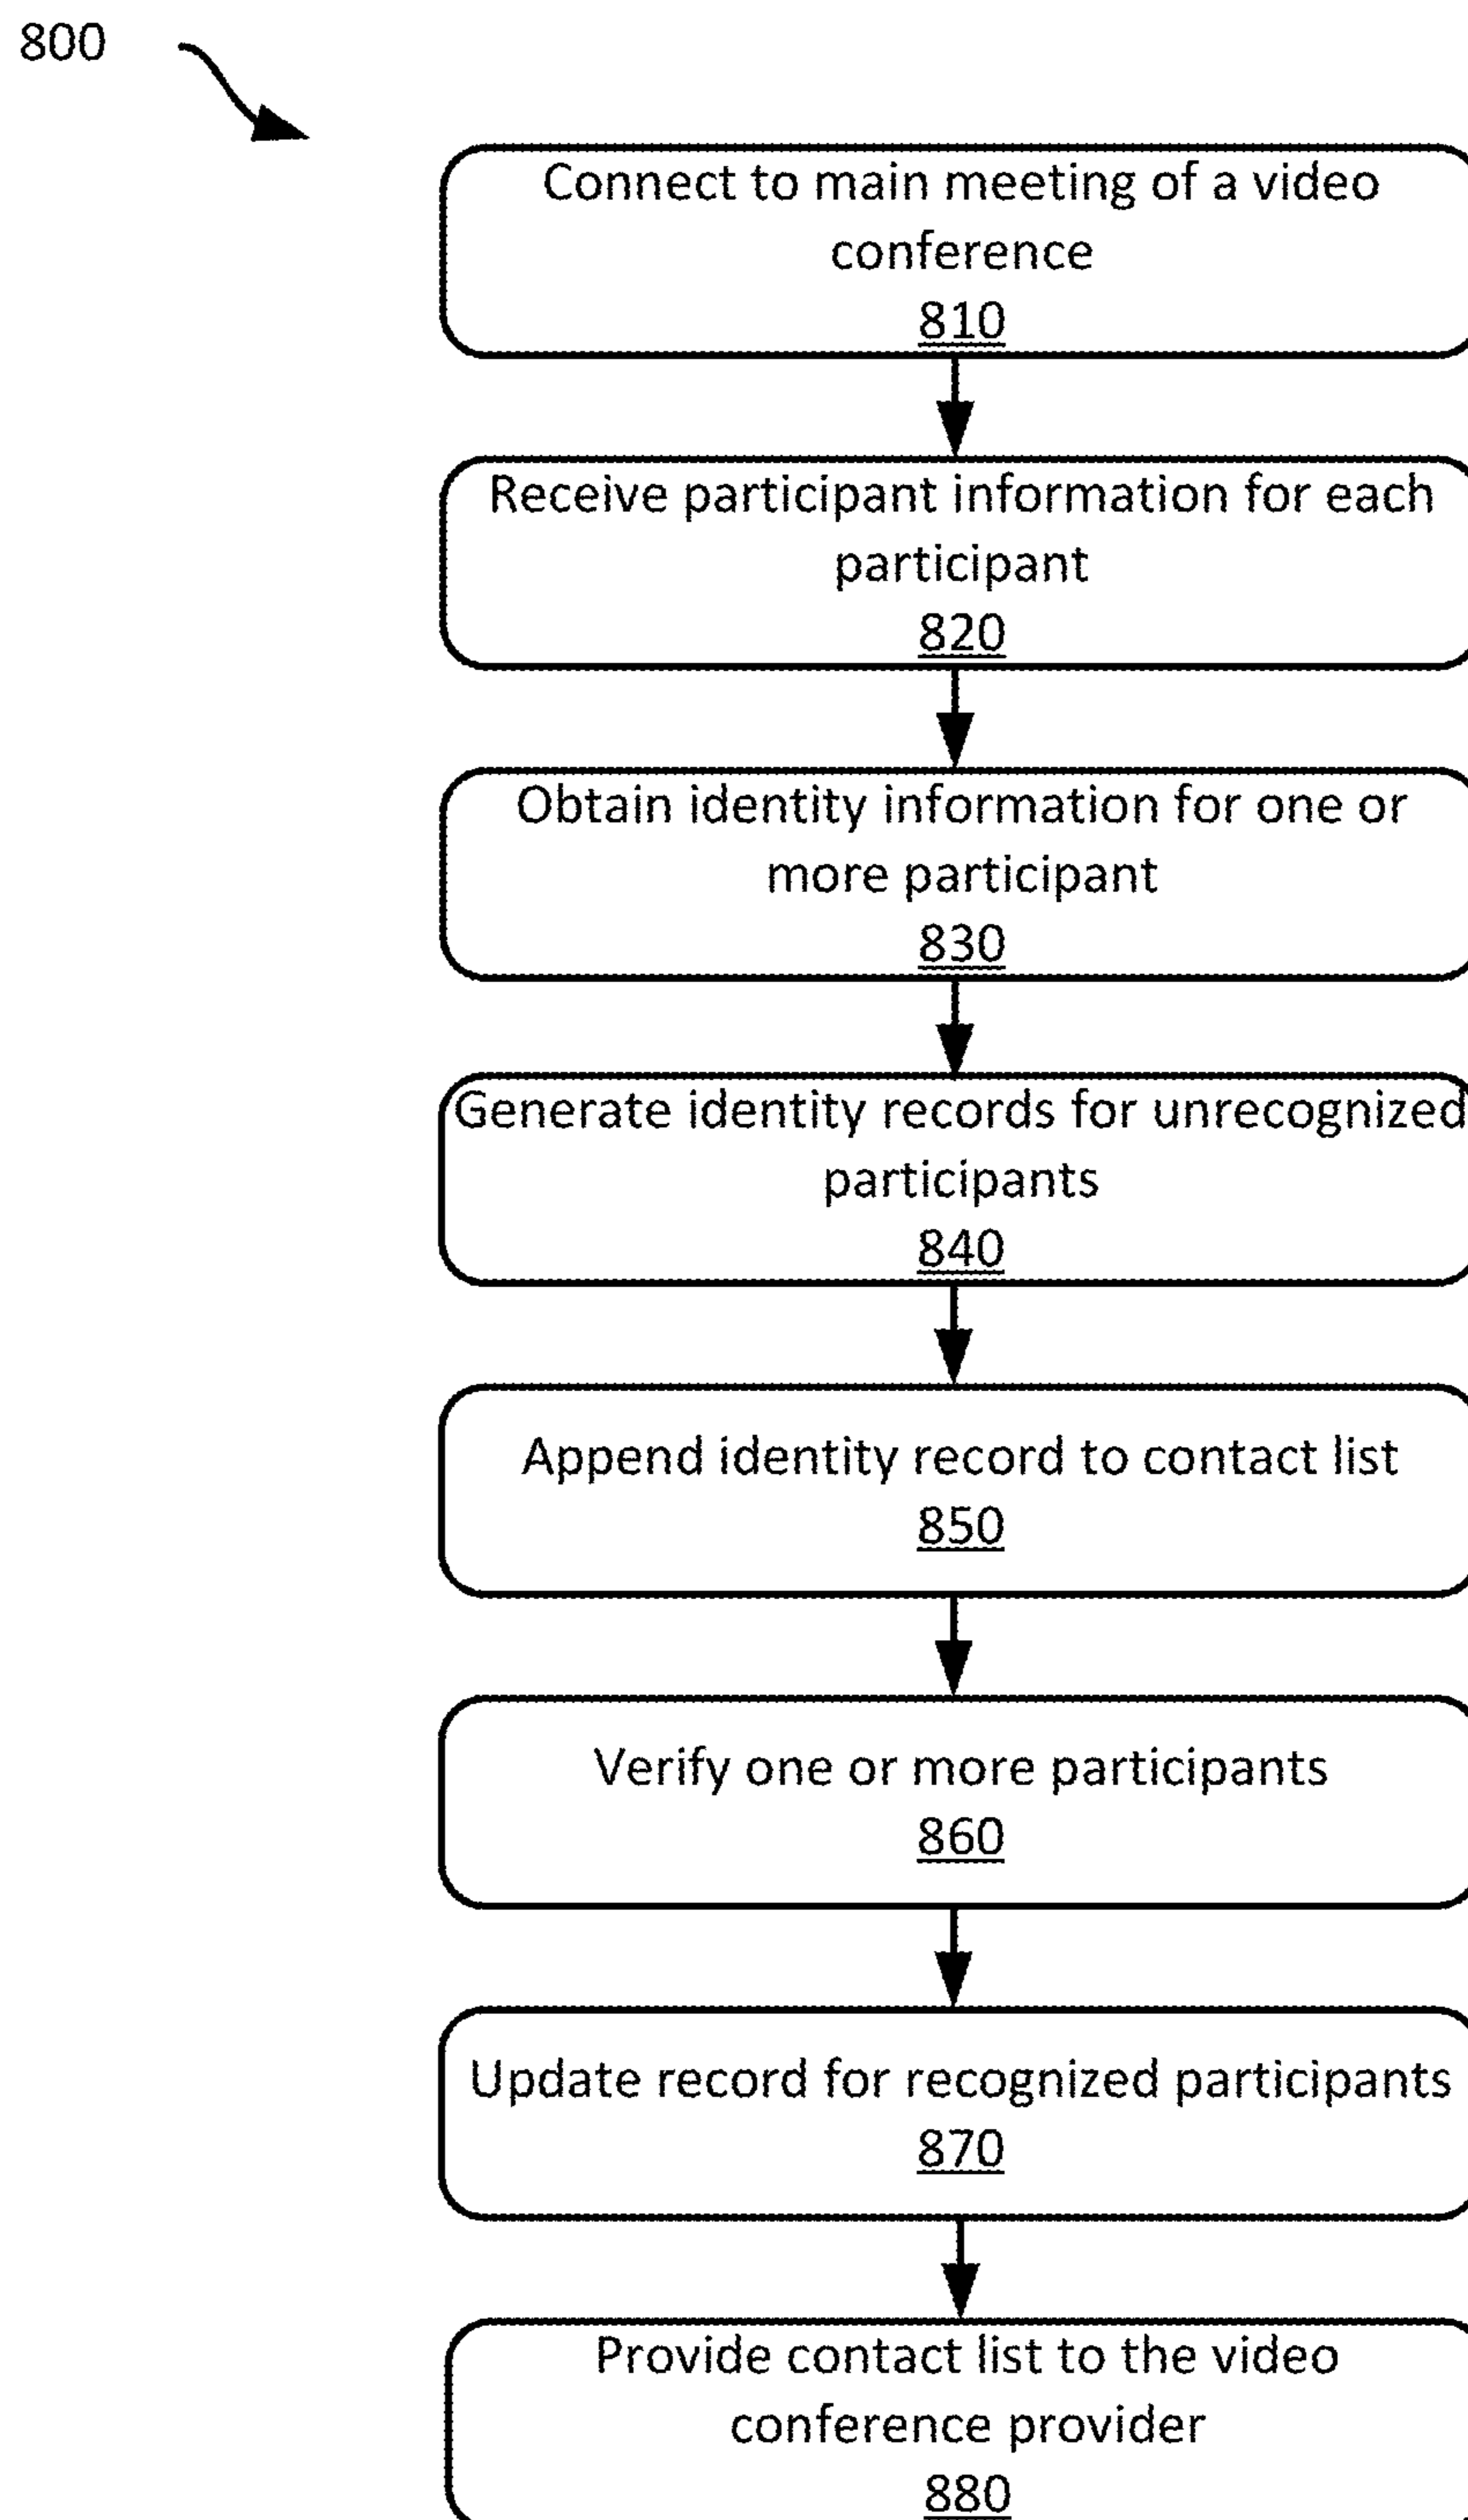 800
Connect to main meeting of a video
conference
810
Receive participant information for each
participant
820
Obtain identity information for one or
more participant
830
Generate identity records for unrecognized
participants
840
Append identity record to contact list
850
Verify one or more participants
860
Update record for recognized participants
870
Provide contact list to the video
conference provider
880